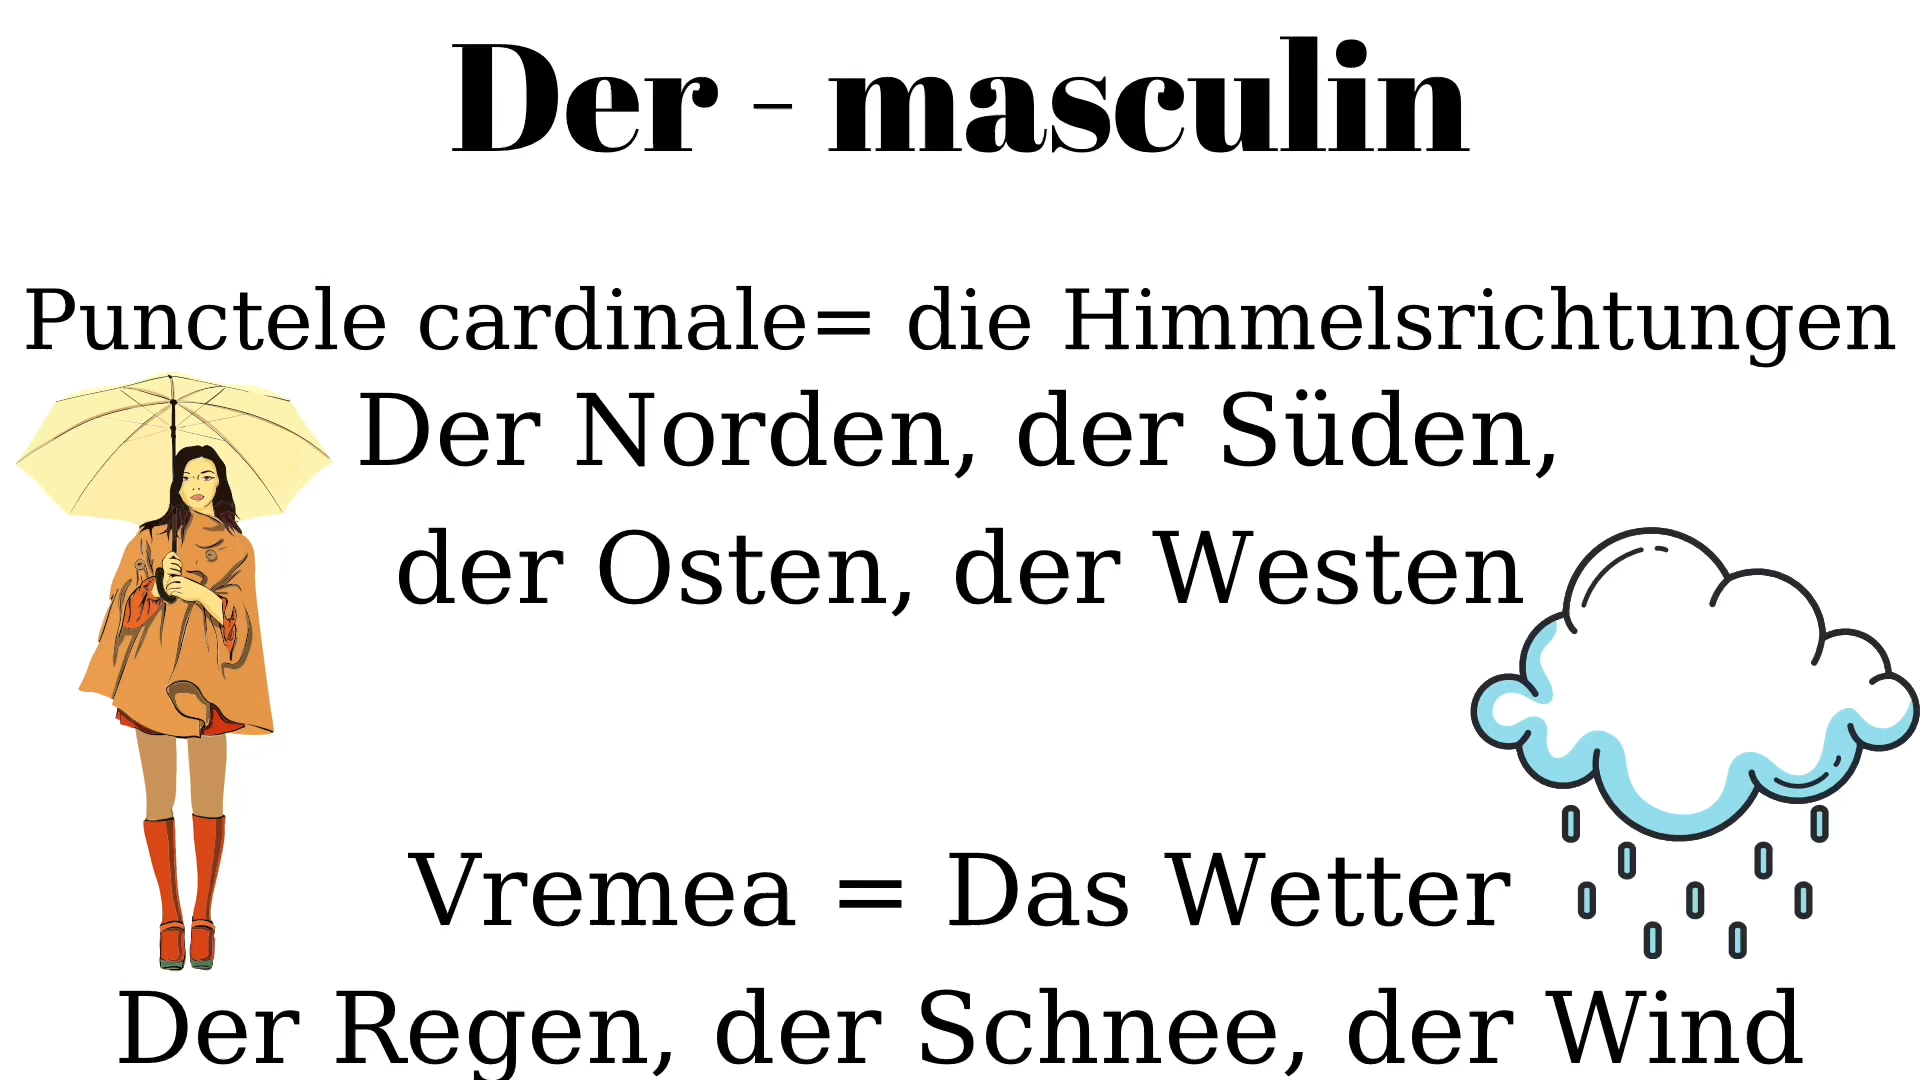 Der - masculin
Punctele cardinale= die Himmelsrichtungen
Der Norden, der Süden,
der Osten, der Westen
Vremea = Das Wetter
Der Regen, der Schnee, der Wind